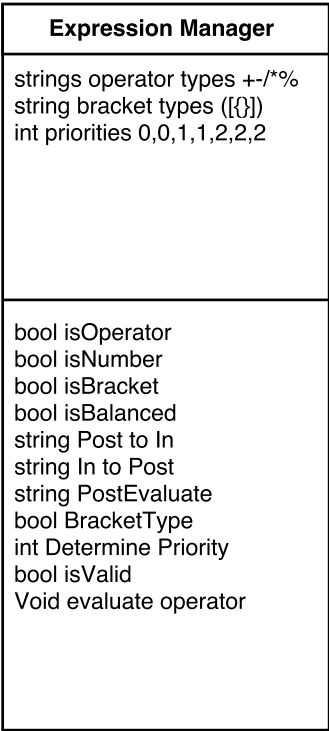 Expression Manager
strings operator types +-/*%
string bracket types ([{}])
int priorities 0,0,1,1,2,2,2
bool isOperator
bool isNumber
bool isBracket
bool isBalanced
string Post to In
string In to Post
string PostEvaluate
bool BracketType
int Determine Priority
bool isValid
Void evaluate operator